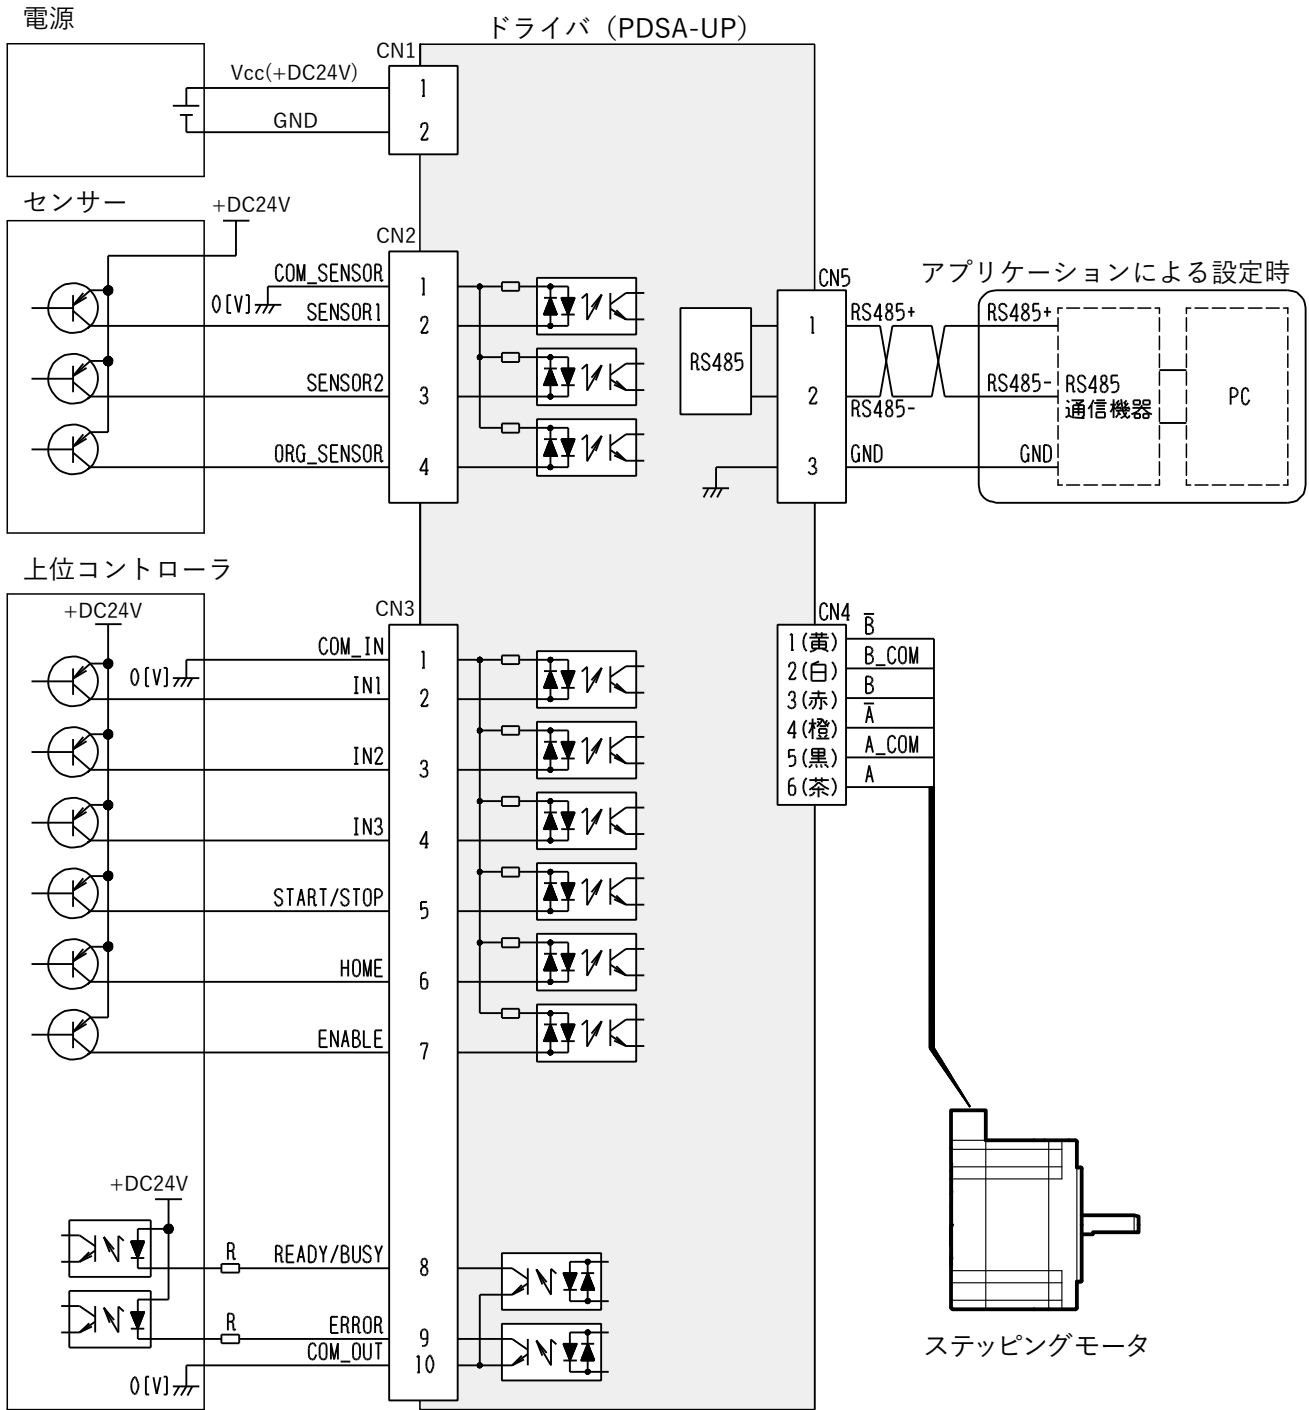 電源
ドライバ（PDSA-UP）
CN1
Vcc(+DC24V)
1
GND
2
センサー
+DC24V
CN2
COM_SENSOR
1
0[V]
SENSOR1
2
SENSOR2
3
ORG_SENSOR
4
RS485
アプリケーションによる設定時
CN5
RS485+
1
RS485+
RS485-
2
RS485-
RS485
通信機器
PC
GND
3
GND
上位コントローラ
+DC24V
CN3
COM_IN
1
0[V]
IN1
2
IN2
3
IN3
4
START/STOP
5
HOME
6
ENABLE
7
CN4
1(黄)
B̅
2(白)
B_COM
3(赤)
B
4(橙)
A̅
5(黒)
A_COM
6(茶)
A
+DC24V
R
READY/BUSY
8
R
ERROR
9
COM_OUT
10
0[V]
ステッピングモータ